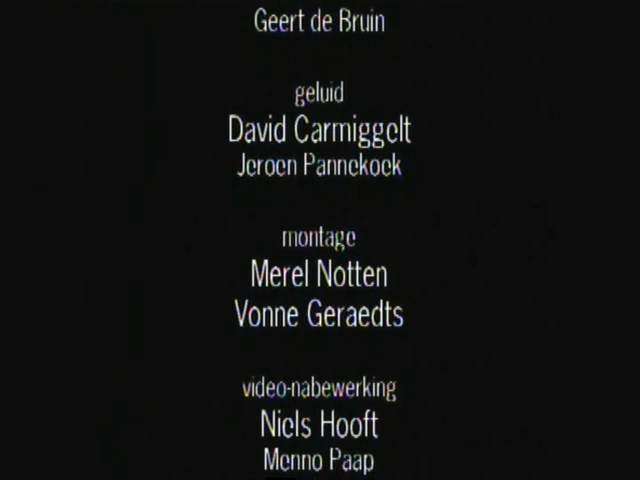 Geert de Bruin
geluid
David Carmiggelt
Jeroen Pannekoek
montage
Merel Notten
Vonne Geraedts
video-nabewerking
Niels Hooft
Menno Paap